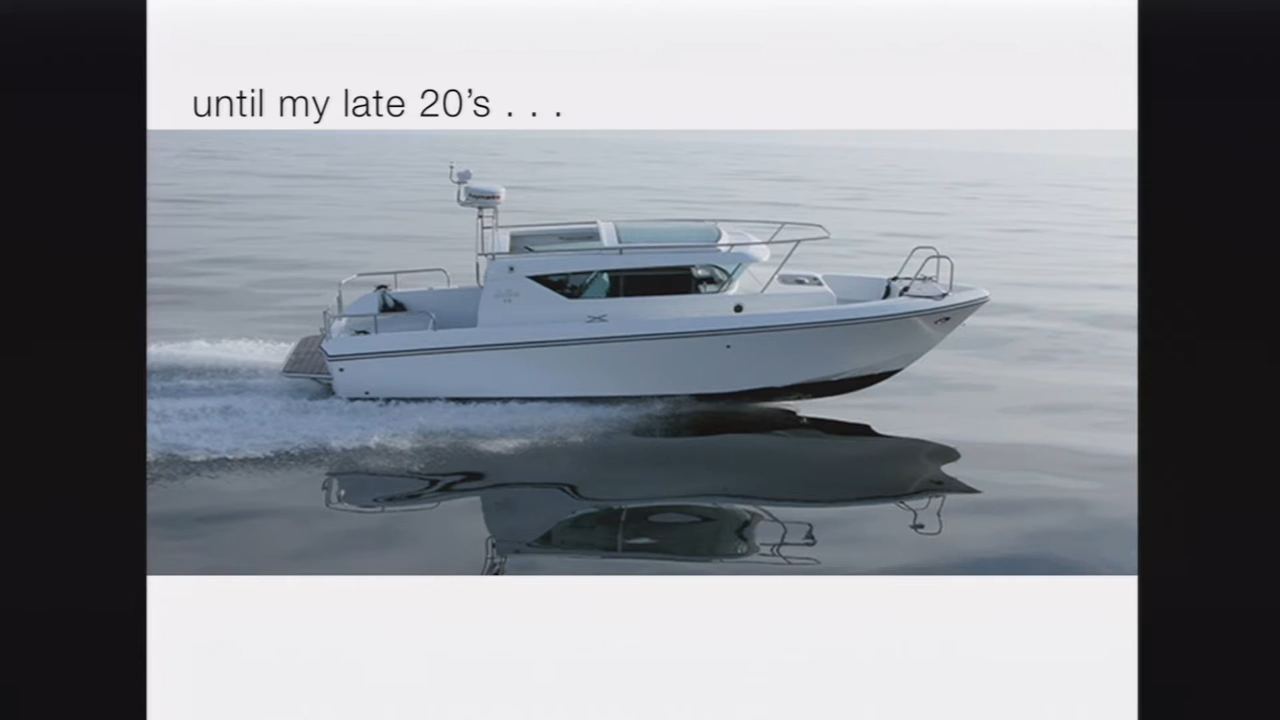 until my late 20's . . .